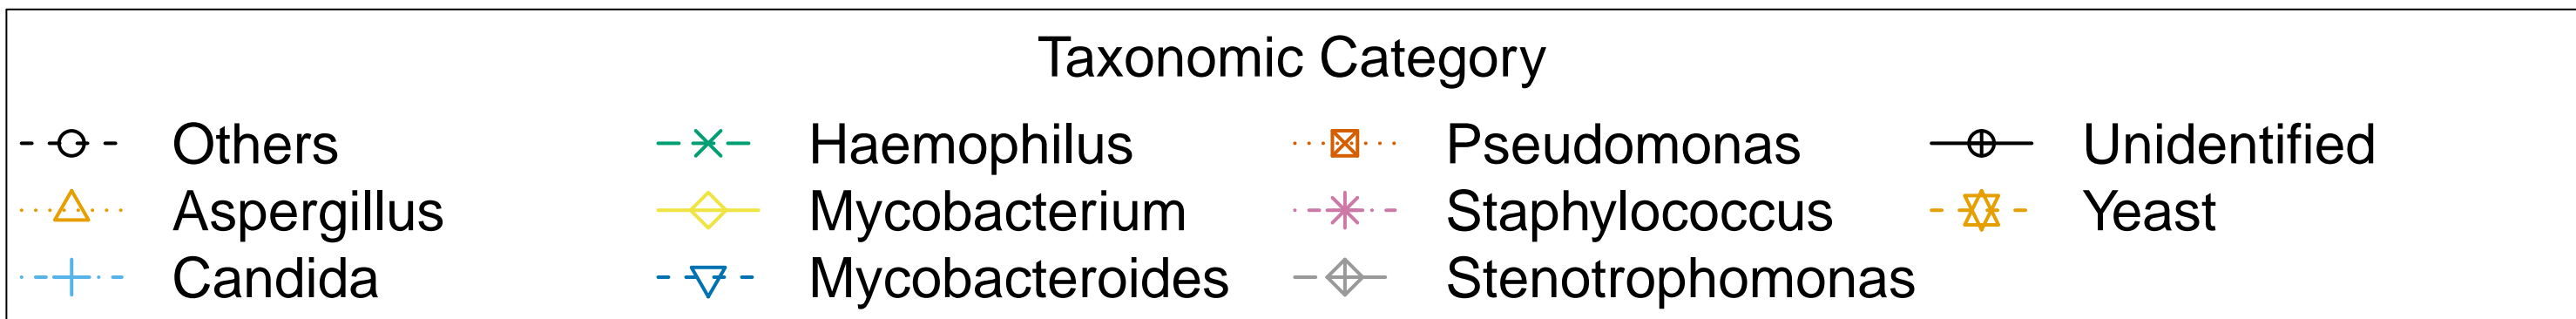 Taxonomic Category
Others
Aspergillus
Candida
Haemophilus
Mycobacterium
Mycobacteroides
Pseudomonas
Staphylococcus
Stenotrophomonas
Unidentified
Yeast